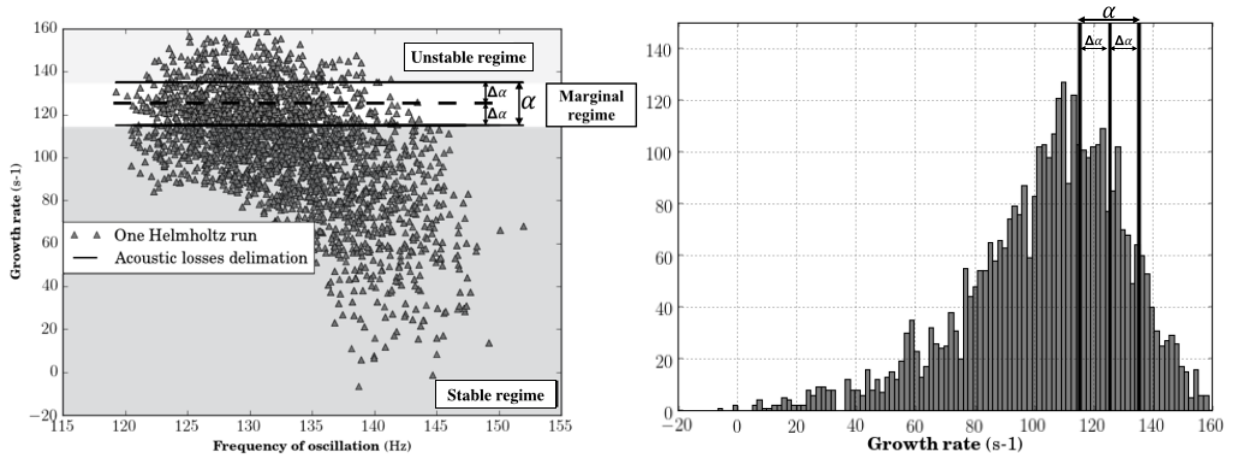 160
140
120
100
80
60
40
20
0
−20
115
120
125
130
135
140
145
150
155
Growth rate (s-1)
Frequency of oscillation (Hz)
Unstable regime
Δα
α
Δα
Marginal
regime
One Helmholtz run
Acoustic losses delimation
Stable regime
α
Δα
Δα
140
120
100
80
60
40
20
0
−20
0
20
40
60
80
100
120
140
160
Growth rate (s-1)